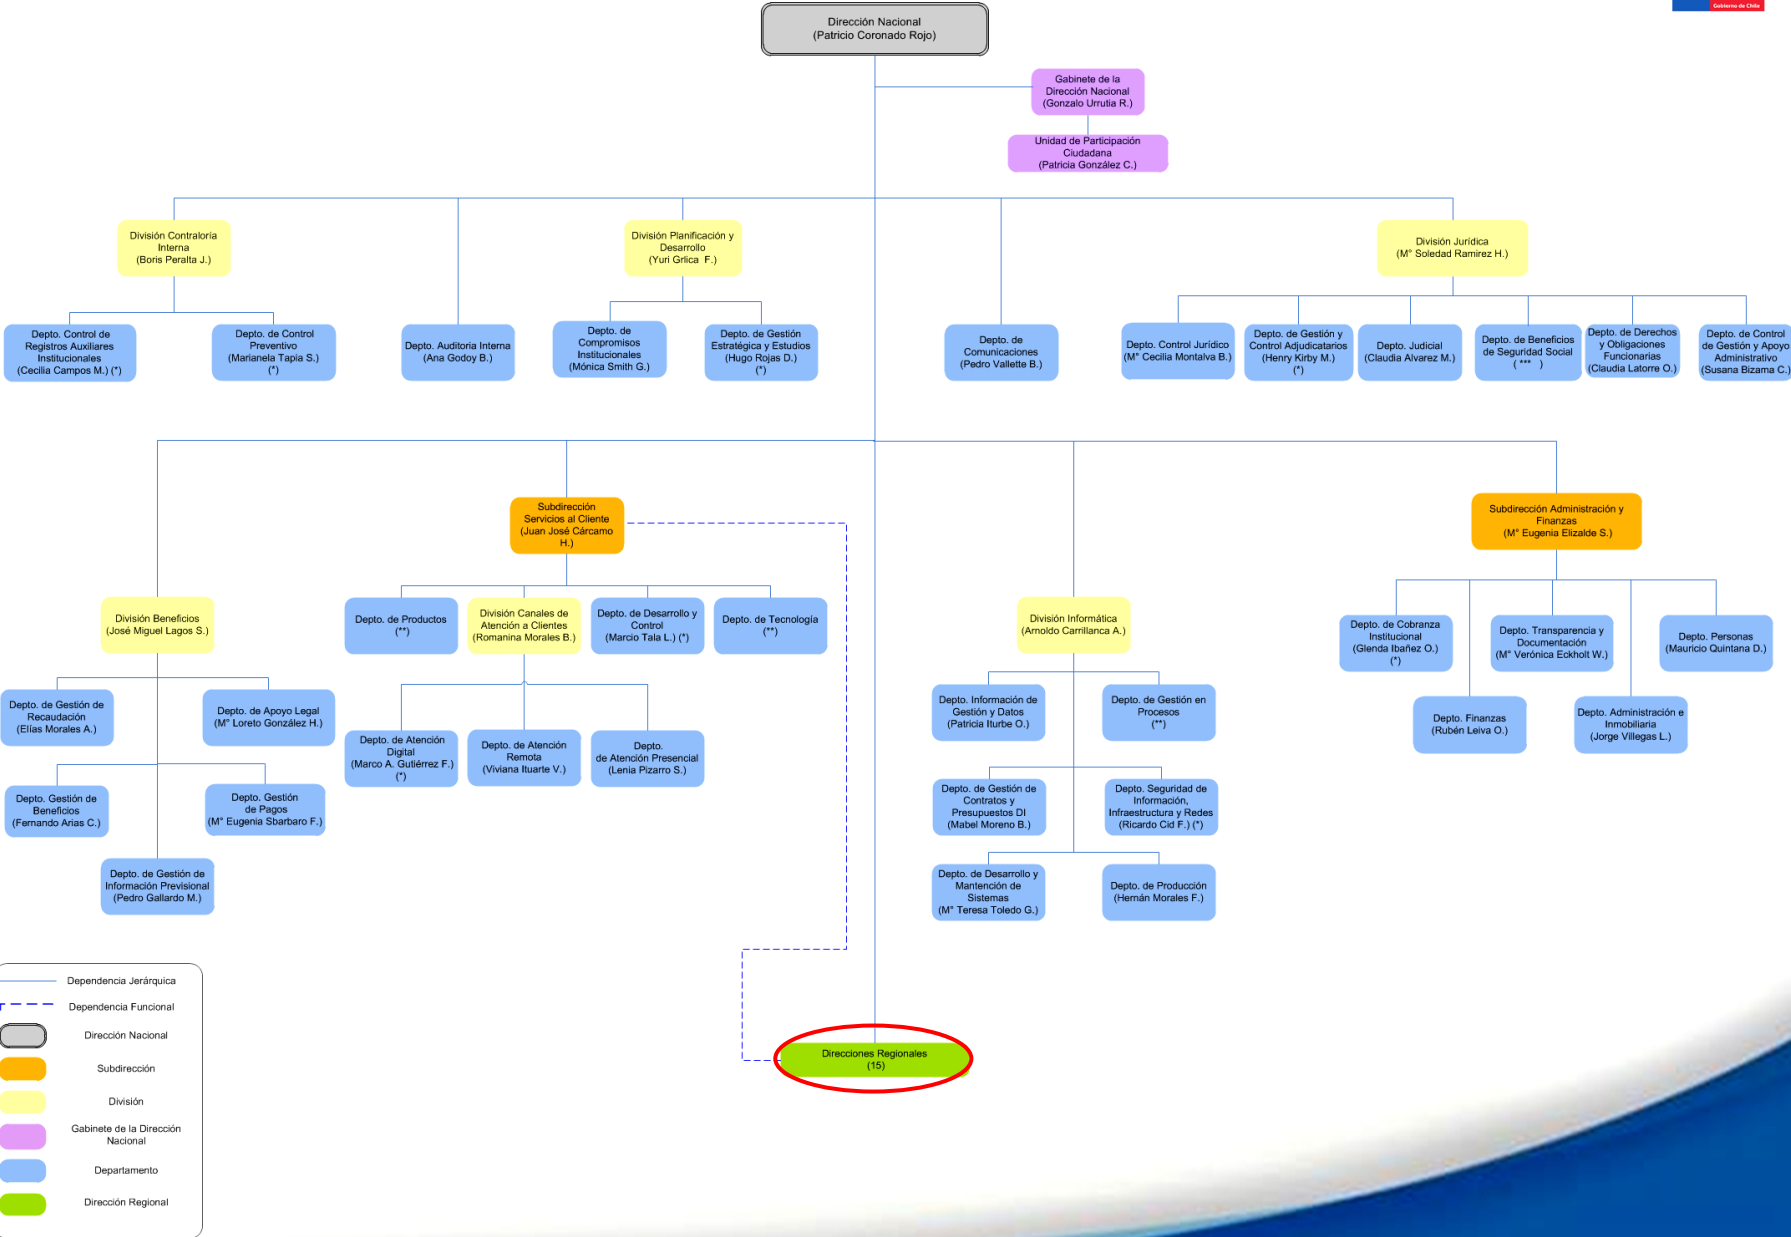 Gobierno de Chile
Dirección Nacional
(Patricio Coronado Rojo)
Gabinete de la
Dirección Nacional
(Gonzalo Urrutia R.)
Unidad de Participación
Ciudadana
(Patricia González C.)
División Contraloría
Interna
(Boris Peralta J.)
División Planificación y
Desarrollo
(Yuri Grlica F.)
División Jurídica
(M° Soledad Ramirez H.)
Depto. Control de
Registros Auxiliares
Institucionales
(Cecilia Campos M.) (*)
Depto. de Control
Preventivo
(Marianela Tapia S.)
(*)
Depto. Auditoria Interna
(Ana Godoy B.)
Depto. de
Compromisos
Institucionales
(Mónica Smith G.)
Depto. de Gestión
Estratégica y Estudios
(Hugo Rojas D.)
(*)
Depto. de
Comunicaciones
(Pedro Vallette B.)
Depto. Control Jurídico
(M° Cecilia Montalva B.)
Depto. de Gestión y
Control Adjudicatarios
(Henry Kirby M.)
(*)
Depto. Judicial
(Claudia Alvarez M.)
Depto. de Beneficios
de Seguridad Social
( *** )
Depto. de Derechos
y Obligaciones
Funcionarias
(Claudia Latorre O.)
Depto. de Control
de Gestión y Apoyo
Administrativo
(Susana Bizama C.)
Subdirección
Servicios al Cliente
(Juan José Cárcamo
H.)
Subdirección Administración y
Finanzas
(M° Eugenia Elizalde S.)
División Beneficios
(José Miguel Lagos S.)
Depto. de Productos
(**)
División Canales de
Atención a Clientes
(Romanina Morales B.)
Depto. de Desarrollo y
Control
(Marcio Tala L.) (*)
Depto. de Tecnología
(**)
División Informática
(Arnoldo Carrillanca A.)
Depto. de Cobranza
Institucional
(Glenda Ibañez O.)
(*)
Depto. Transparencia y
Documentación
(M° Verónica Eckholt W.)
Depto. Personas
(Mauricio Quintana D.)
Depto. de Gestión de
Recaudación
(Elías Morales A.)
Depto. de Apoyo Legal
(M° Loreto González H.)
Depto. de Atención
Digital
(Marco A. Gutiérrez F.)
(*)
Depto. de Atención
Remota
(Viviana Ituarte V.)
Depto.
de Atención Presencial
(Lenia Pizarro S.)
Depto. Información de
Gestión y Datos
(Patricia Iturbe O.)
Depto. de Gestión en
Procesos
(**)
Depto. Finanzas
(Rubén Leiva O.)
Depto. Administración e
Inmobiliaria
(Jorge Villegas L.)
Depto. Gestión de
Beneficios
(Fernando Arias C.)
Depto. Gestión
de Pagos
(M° Eugenia Sbarbaro F.)
Depto. de Gestión de
Contratos y
Presupuestos DI
(Mabel Moreno B.)
Depto. Seguridad de
Información,
Infraestructura y Redes
(Ricardo Cid F.) (*)
Depto. de Gestión de
Información Previsional
(Pedro Gallardo M.)
Depto. de Desarrollo y
Mantención de
Sistemas
(M° Teresa Toledo G.)
Depto. de Producción
(Hernán Morales F.)
Direcciones Regionales
(15)
Dependencia Jerárquica
Dependencia Funcional
Dirección Nacional
Subdirección
División
Gabinete de la Dirección
Nacional
Departamento
Dirección Regional